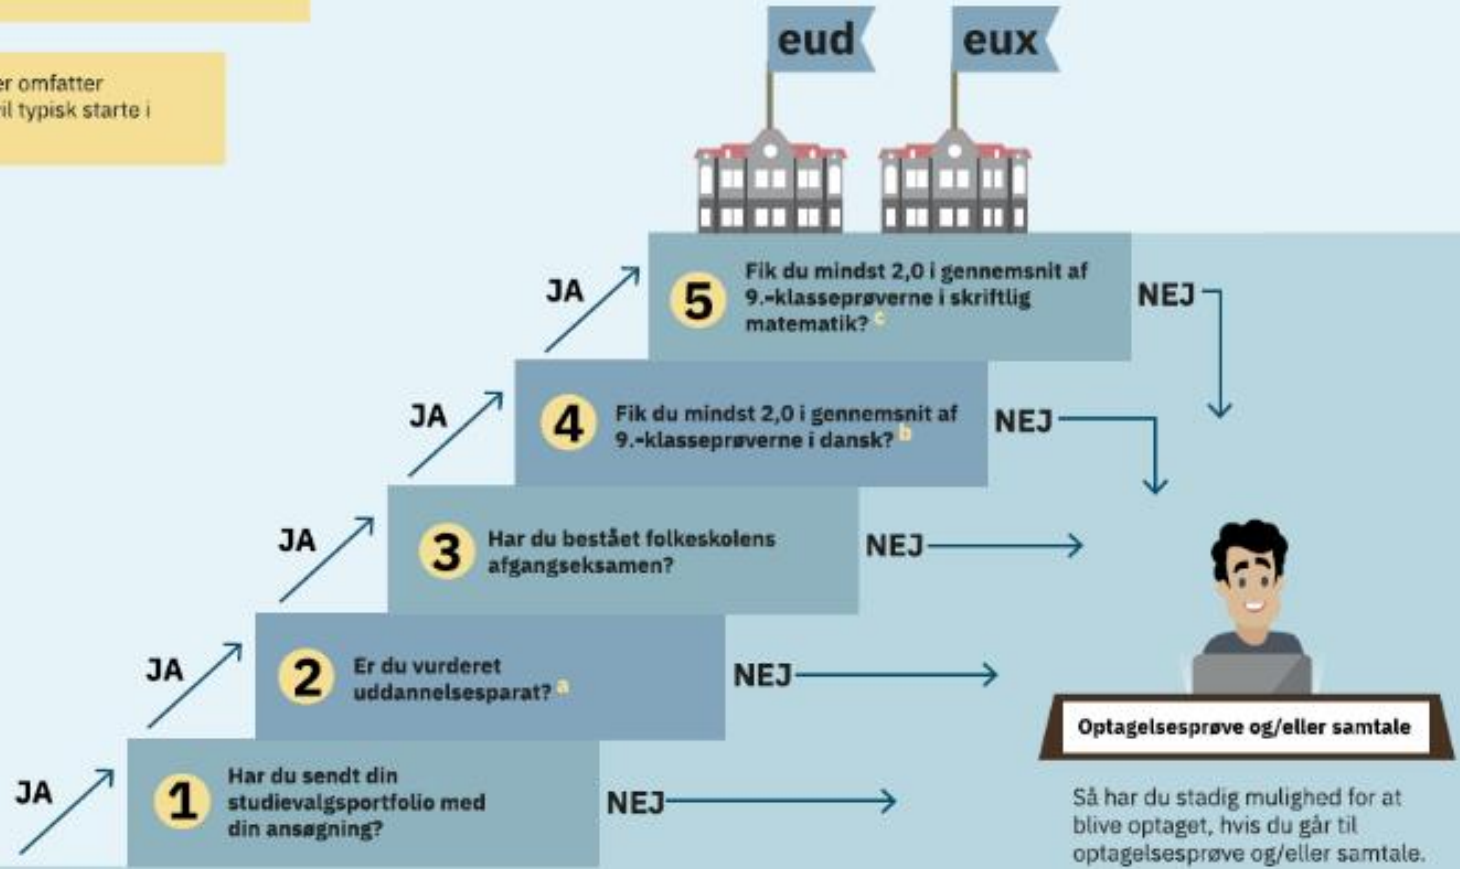 er omfatter
vil typisk starte i
eud
eux
JA
5
Fik du mindst 2,0 i gennemsnit af
9.-klasseprøverne i skriftlig
matematik? c
NEJ
JA
4
Fik du mindst 2,0 i gennemsnit af
9.-klasseprøverne i dansk? b
NEJ
JA
3
Har du bestået folkeskolens
afgangseksamen?
NEJ
JA
2
Er du vurderet
uddannelsesparat? a
NEJ
JA
1
Har du sendt din
studievalgsportfolio med
din ansøgning?
NEJ
Optagelsesprøve og/eller samtale
Så har du stadig mulighed for at
blive optaget, hvis du går til
optagelsesprøve og/eller samtale.